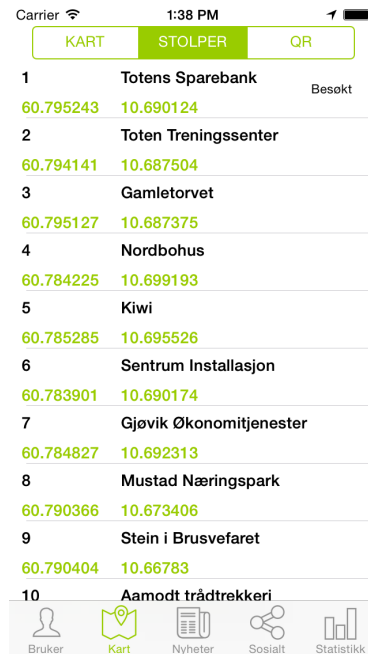 Carrier 1:38 PM
KART STOLPER QR
1 Totens Sparebank
Besøkt
60.795243 10.690124
2 Toten Treningssenter
60.794141 10.687504
3 Gamletorvet
60.795127 10.687375
4 Nordbohus
60.784225 10.699193
5 Kiwi
60.785285 10.695526
6 Sentrum Installasjon
60.783901 10.690174
7 Gjøvik Økonomitjenester
60.784827 10.692313
8 Mustad Næringspark
60.790366 10.673406
9 Stein i Brusvefaret
60.790404 10.66783
10 Aamodt trådtrekkeri
Bruker Kart Nyheter Sosialt Statistikk